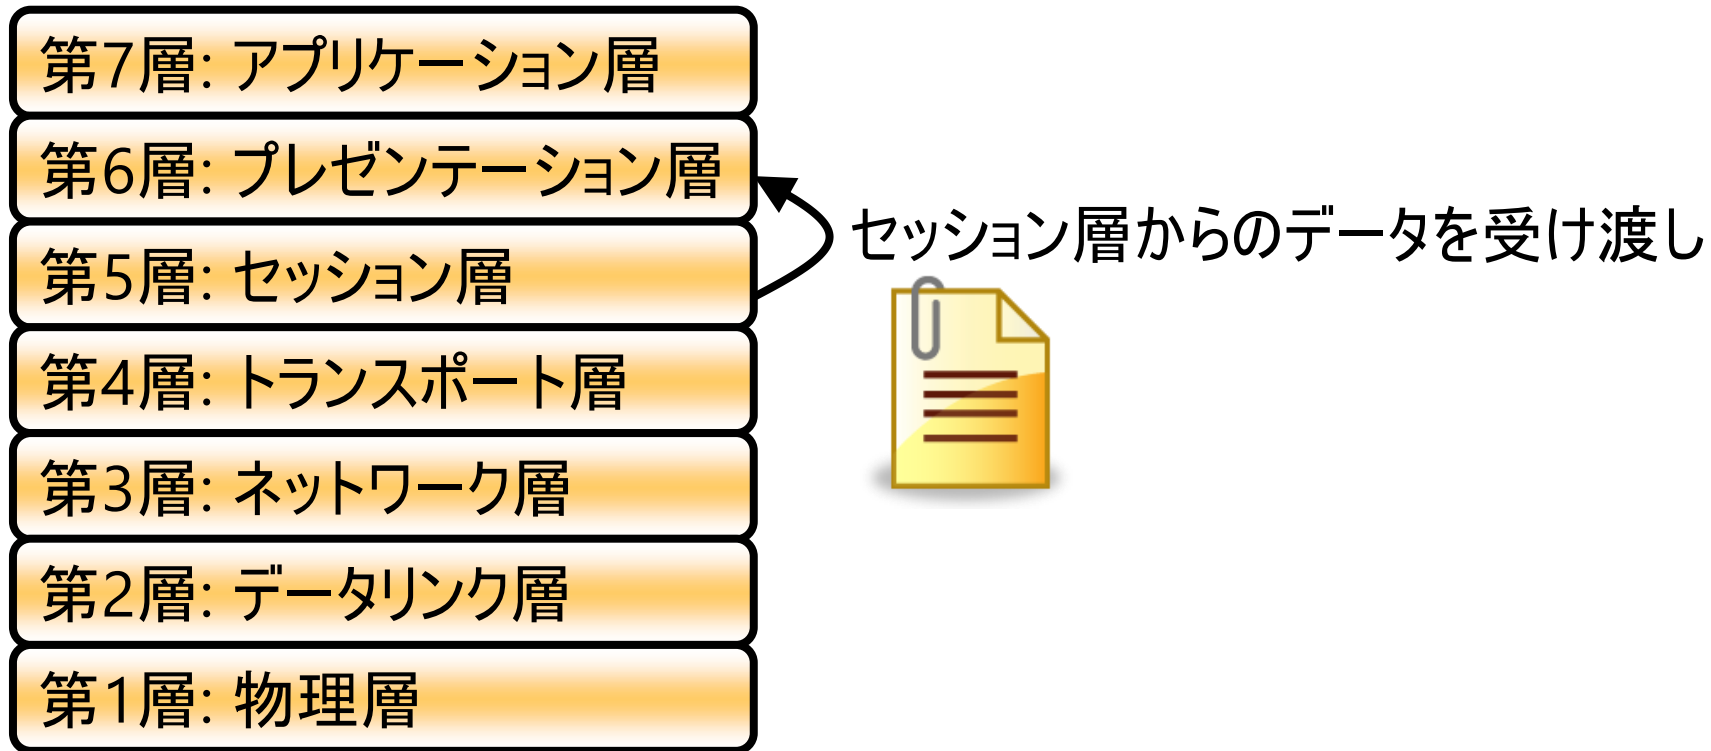 第7層: アプリケーション層
第6層: プレゼンテーション層
セッション層からのデータを受け渡し
第5層: セッション層
第4層: トランスポート層
第3層: ネットワーク層
第2層: データリンク層
第1層: 物理層